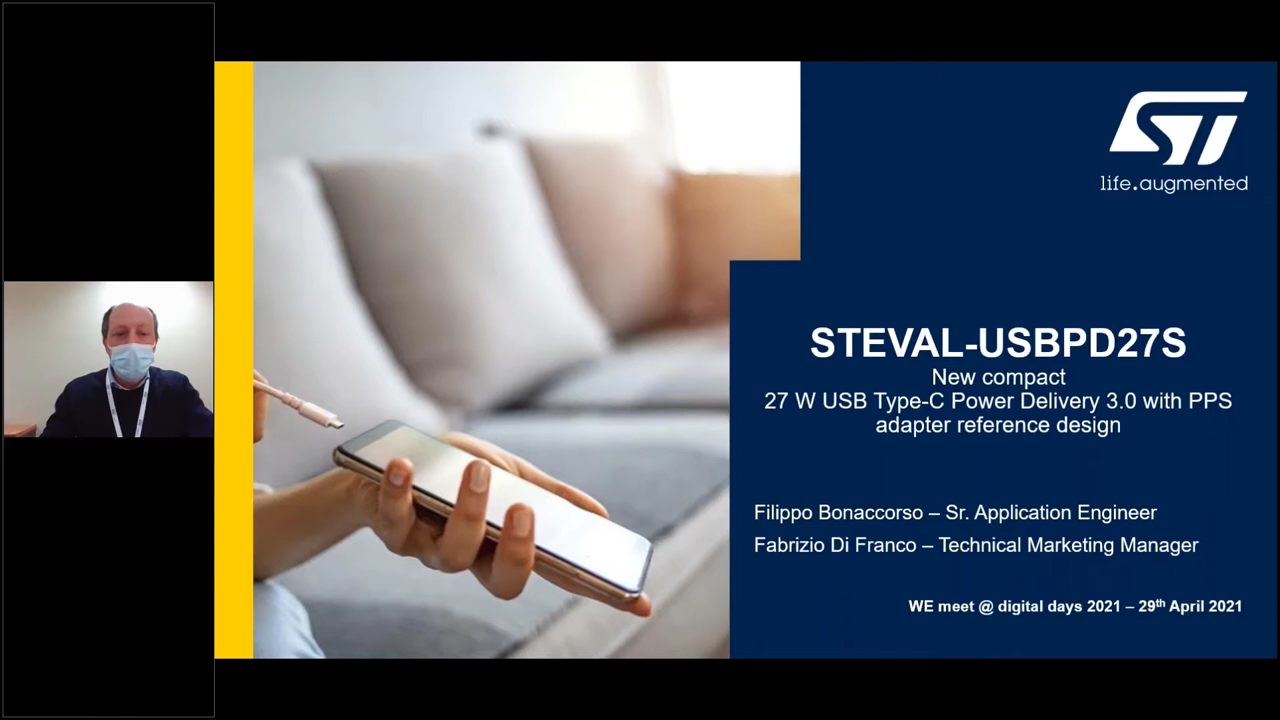 ST
life.augmented
STEVAL-USBPD27S
New compact
27 W USB Type-C Power Delivery 3.0 with PPS
adapter reference design
Filippo Bonaccorso – Sr. Application Engineer
Fabrizio Di Franco – Technical Marketing Manager
WE meet @ digital days 2021 – 29th April 2021